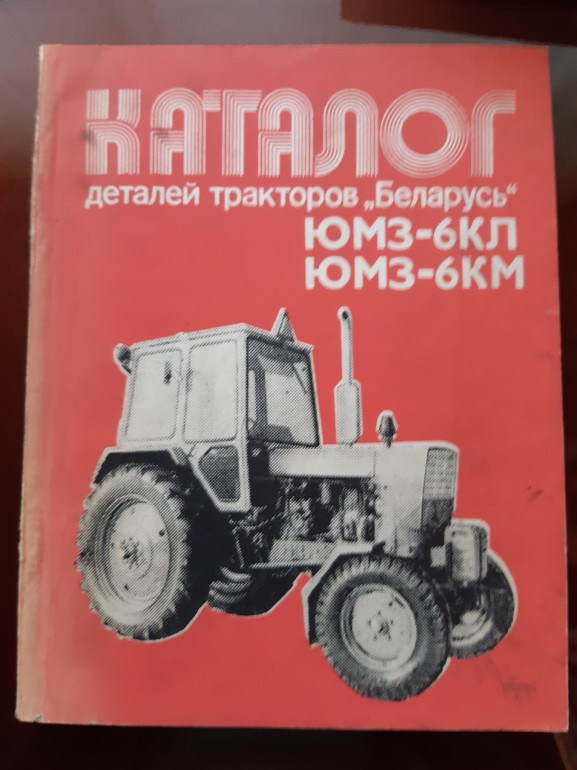 КАТАЛОГ
деталей тракторов „Беларусь“
ЮМЗ-6КЛ
ЮМЗ-6КМ